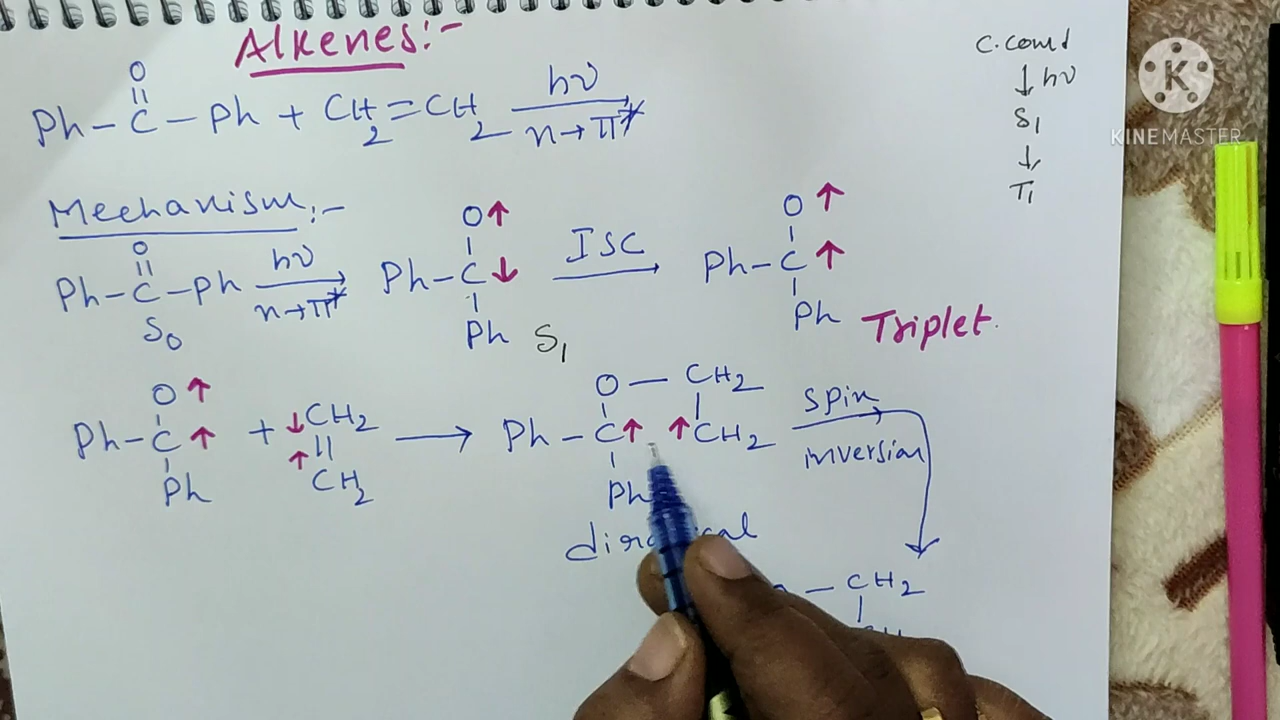 Alkenes:-
O
||
Ph-C-Ph + CH2=CH2 hν n→π*
C. comd
↓hν
S1
↓
T1
KINEMASTER
Mechanism:-
O
||
Ph-C-Ph hν n→π*
S0
O↑
|
Ph-C↓ ISC
|
Ph S1
O↑
|
Ph-C↑
|
Ph Triplet.
O↑
|
Ph-C↑ + ↓CH2
|| ↑
Ph CH2
→
O — CH2
| |
Ph-C↑ ↑CH2 spin inversion
|
Ph
— CH2
|